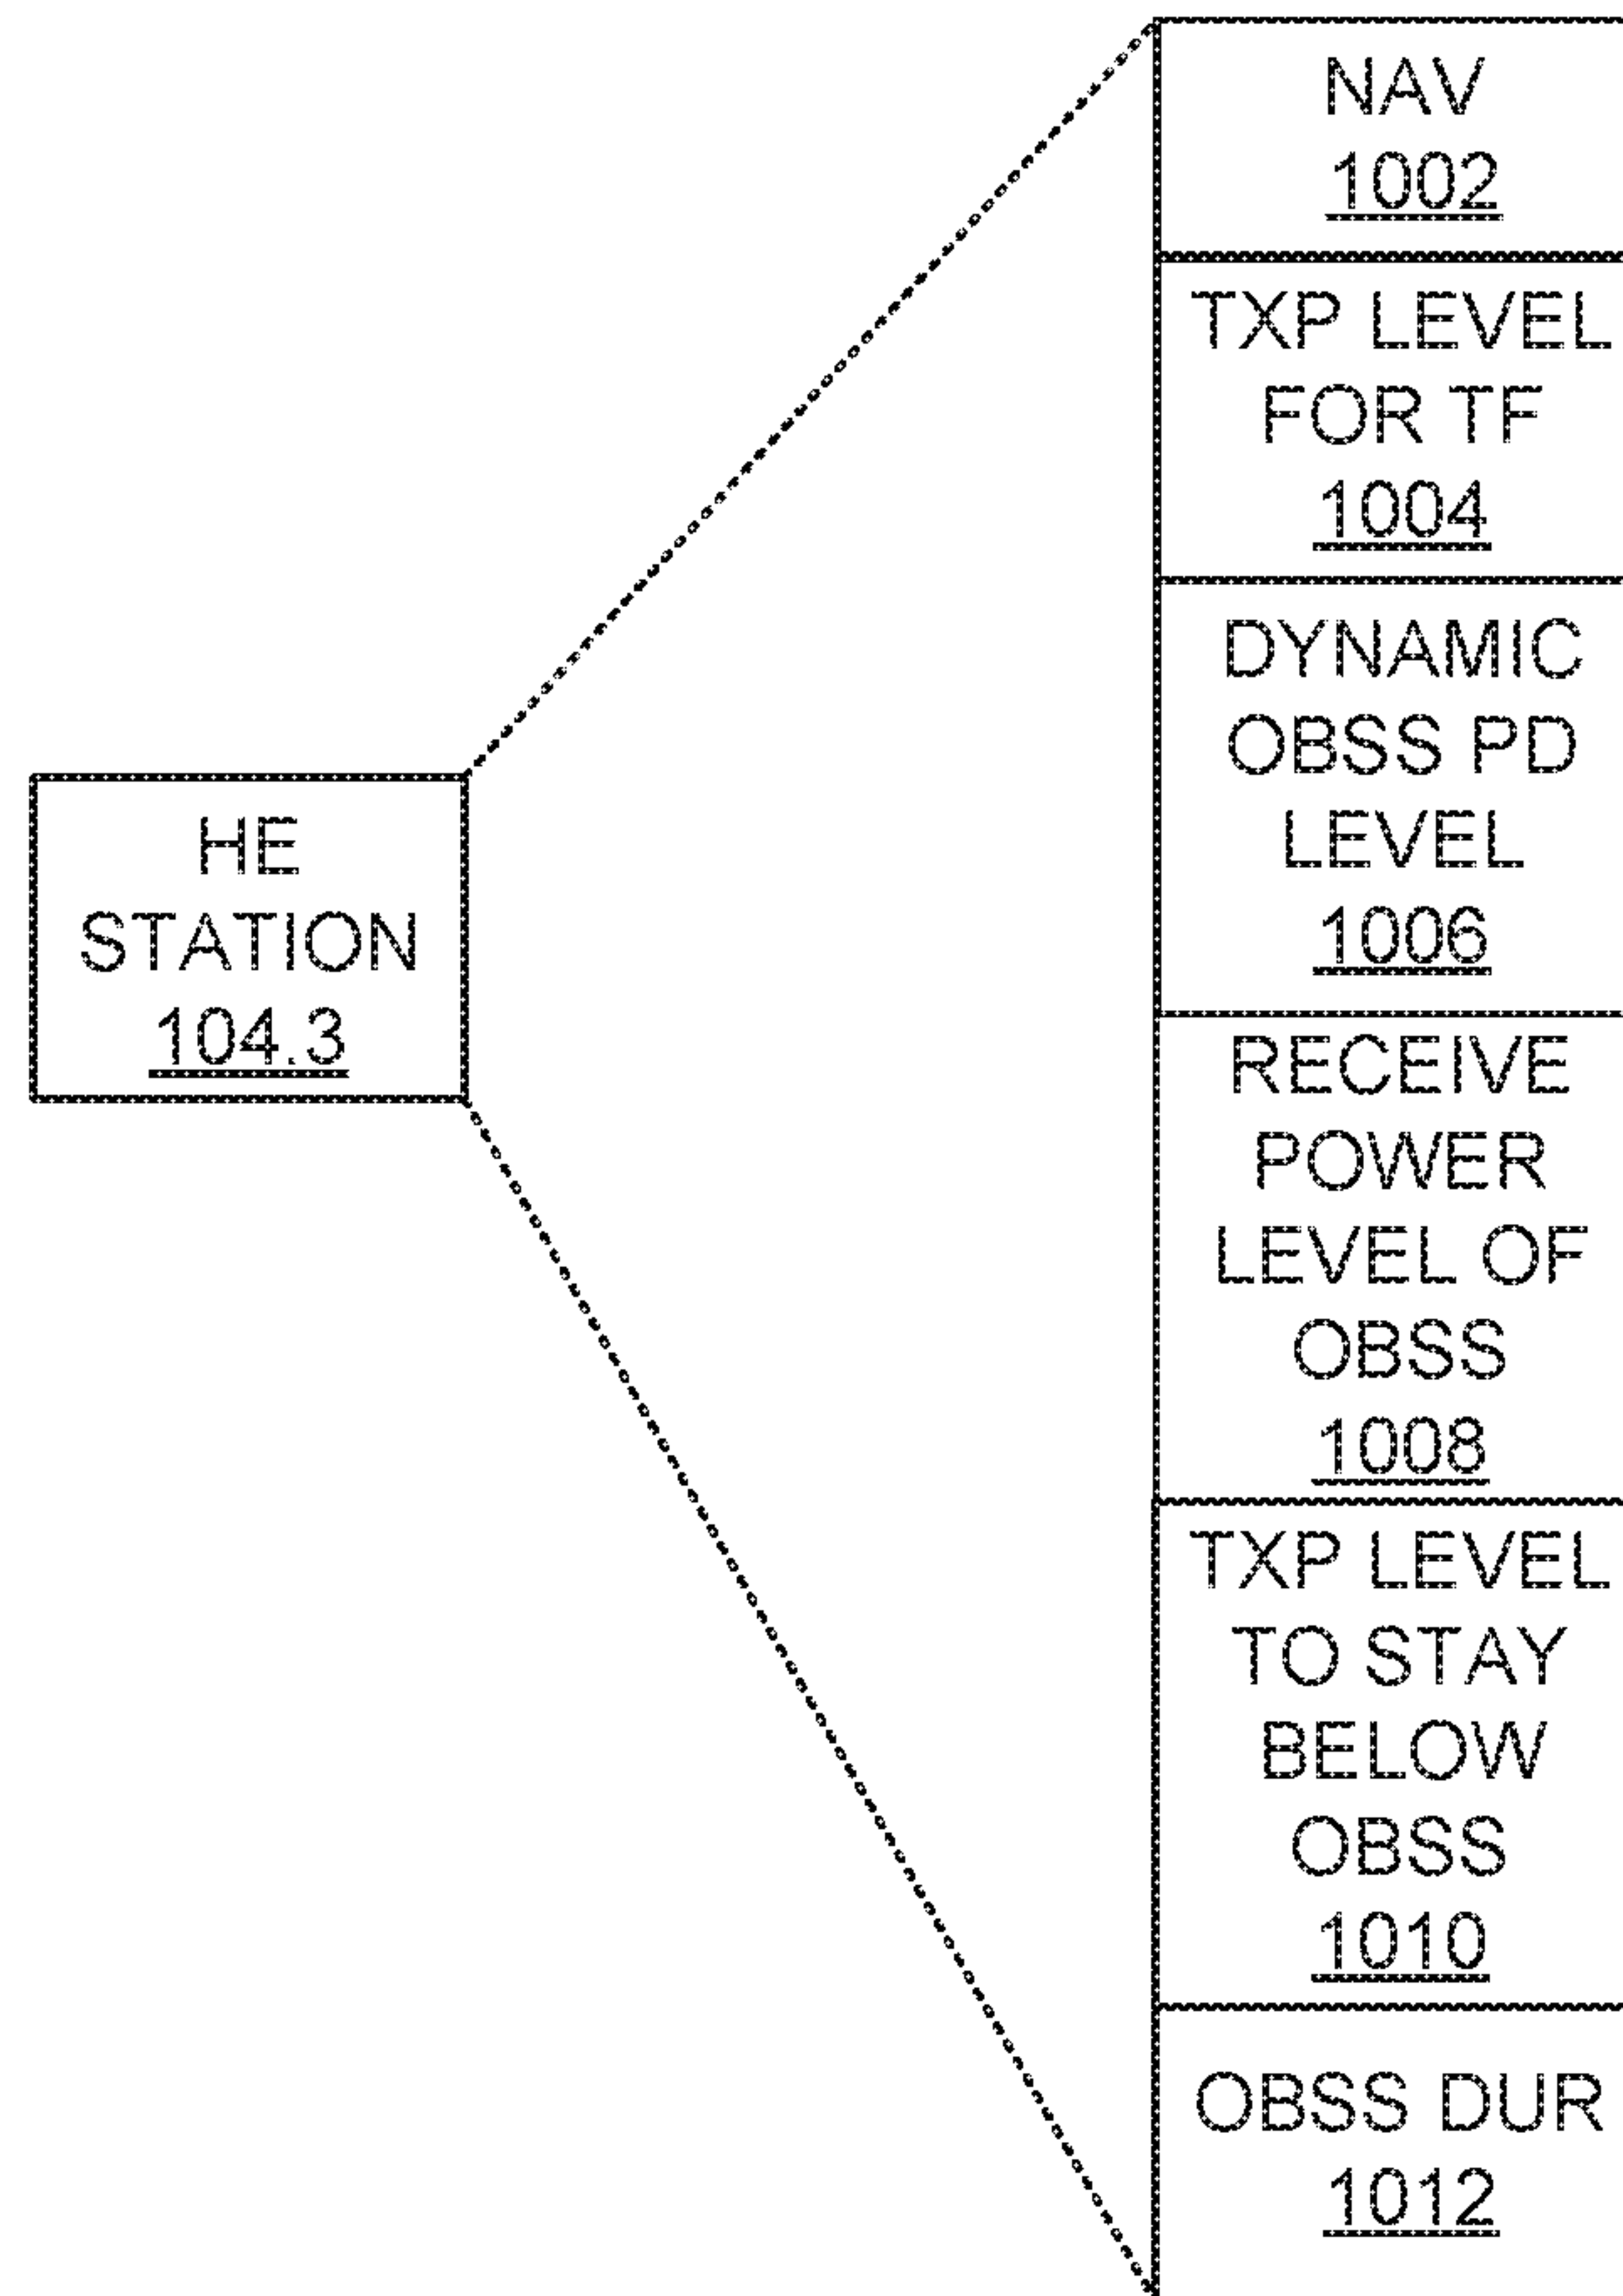 HE
STATION
104.3
NAV
1002
TXP LEVEL
FOR TF
1004
DYNAMIC
OBSS PD
LEVEL
1006
RECEIVE
POWER
LEVEL OF
OBSS
1008
TXP LEVEL
TO STAY
BELOW
OBSS
1010
OBSS DUR
1012